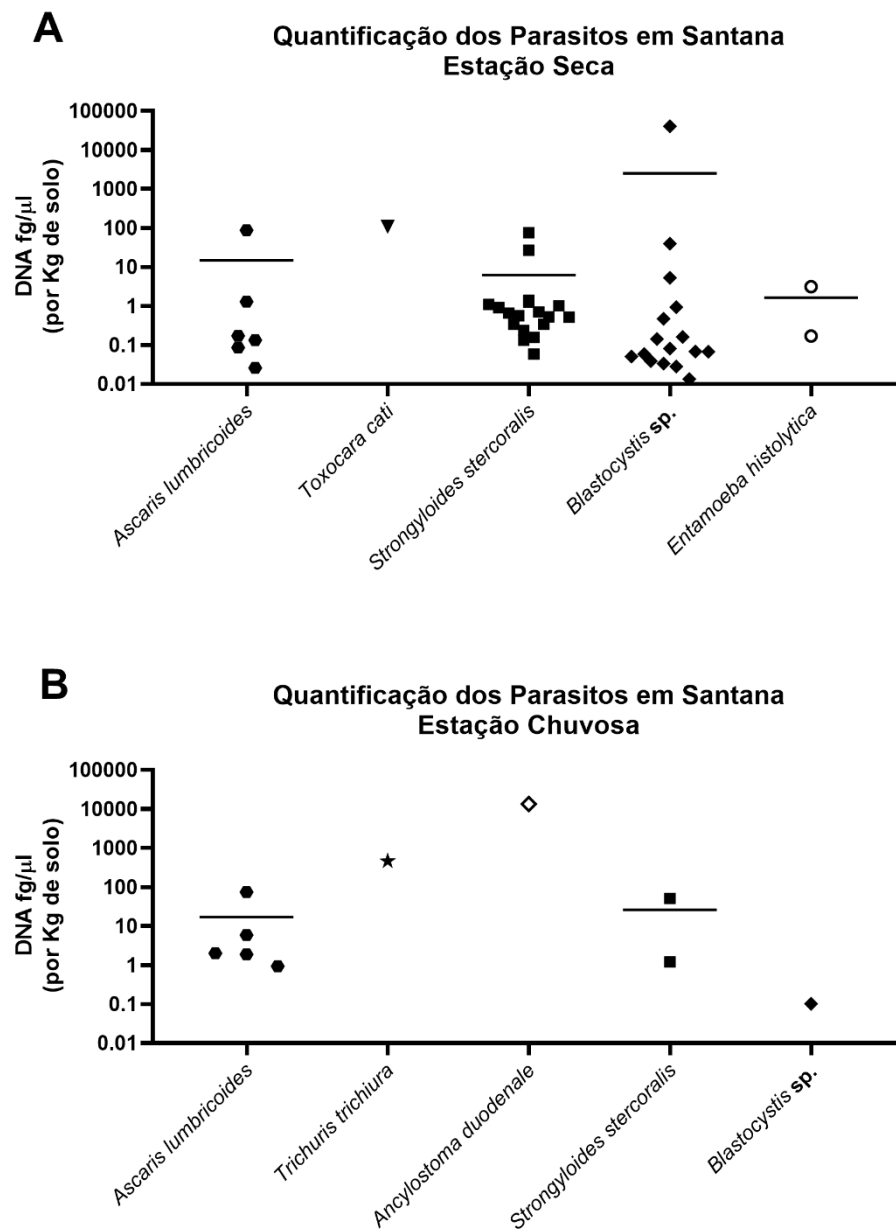 A
Quantificação dos Parasitos em Santana
Estação Seca
DNA fg/µl
(por Kg de solo)
100000
10000
1000
100
10
1
0.1
0.01
Ascaris lumbricoides
Toxocara cati
Strongyloides stercoralis
Blastocystis sp.
Entamoeba histolytica
B
Quantificação dos Parasitos em Santana
Estação Chuvosa
DNA fg/µl
(por Kg de solo)
100000
10000
1000
100
10
1
0.1
0.01
Ascaris lumbricoides
Trichuris trichiura
Ancylostoma duodenale
Strongyloides stercoralis
Blastocystis sp.